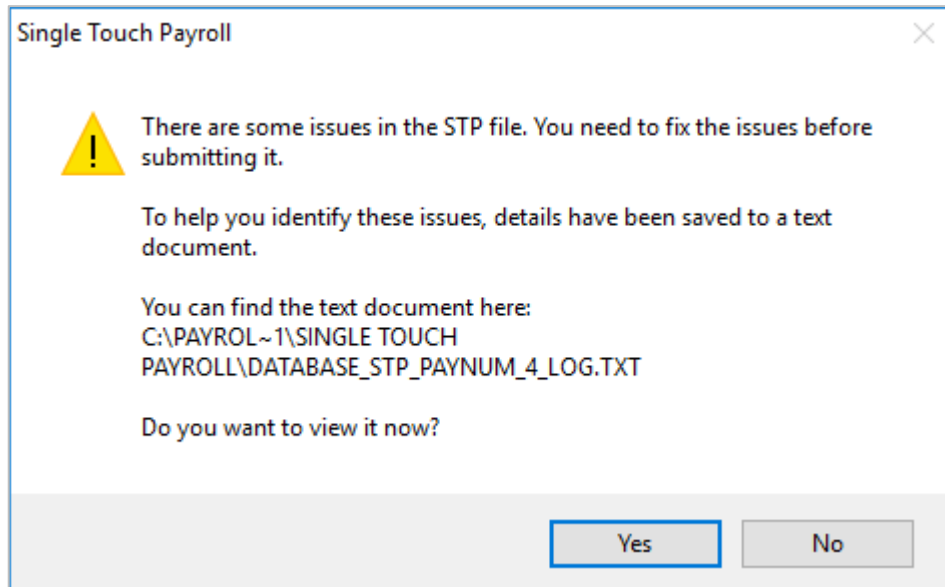 Single Touch Payroll
There are some issues in the STP file. You need to fix the issues before
submitting it.
To help you identify these issues, details have been saved to a text
document.
You can find the text document here:
C:\PAYROL~1\SINGLE TOUCH
PAYROLL\DATABASE_STP_PAYNUM_4_LOG.TXT
Do you want to view it now?
Yes
No